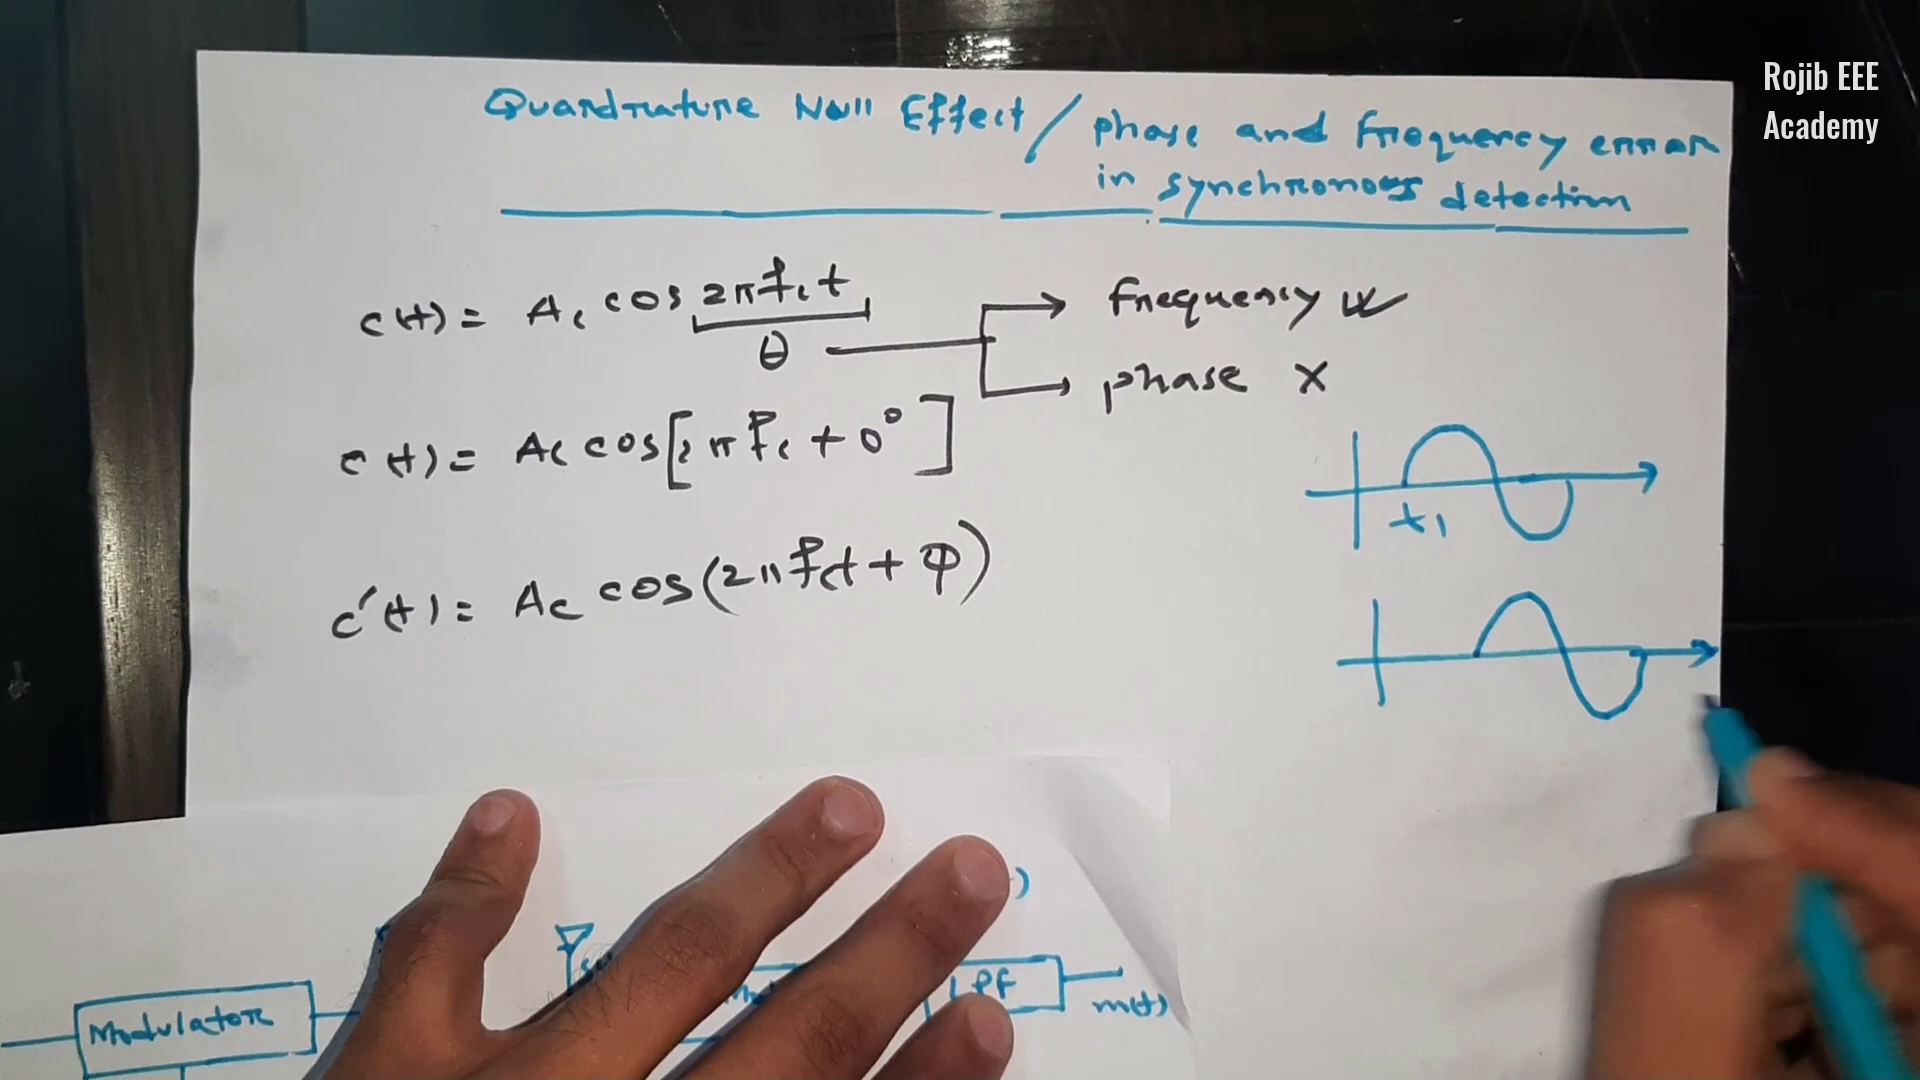 Rojib EEE
Academy
Quardrature Null Effect / phase and frequency error
in synchronous detection
c(t) = Ac cos 2πfct
θ
frequency
phase X
c(t) = Ac cos[2πfc + 0°]
t1
c'(t) = Ac cos(2πfct + φ)
)
Modulator
LPF
m(t)